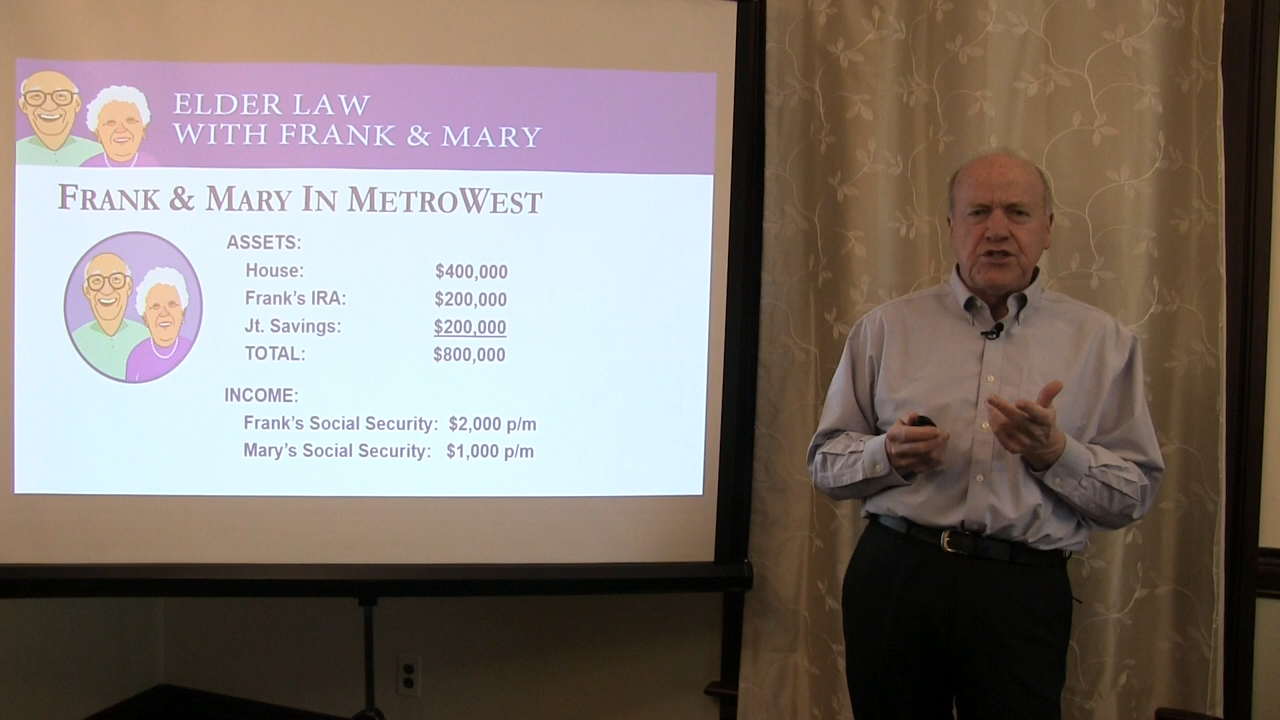 ELDER LAW
WITH FRANK & MARY
FRANK & MARY IN METROWEST
ASSETS:
House: $400,000
Frank's IRA: $200,000
Jt. Savings: $200,000
TOTAL: $800,000
INCOME:
Frank's Social Security: $2,000 p/m
Mary's Social Security: $1,000 p/m